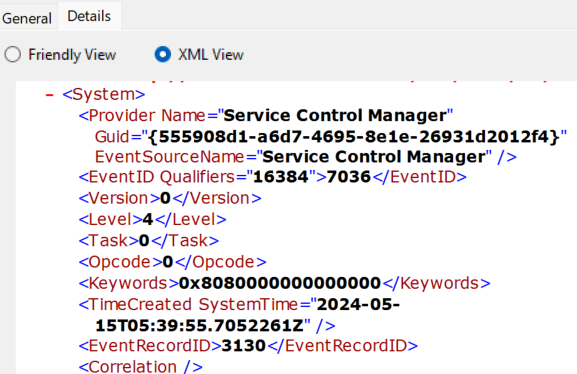 General Details
Friendly View XML View
– <System>
<Provider Name="Service Control Manager"
Guid="{555908d1-a6d7-4695-8e1e-26931d2012f4}"
EventSourceName="Service Control Manager" />
<EventID Qualifiers="16384">7036</EventID>
<Version>0</Version>
<Level>4</Level>
<Task>0</Task>
<Opcode>0</Opcode>
<Keywords>0x8080000000000000</Keywords>
<TimeCreated SystemTime="2024-05-
15T05:39:55.7052261Z" />
<EventRecordID>3130</EventRecordID>
<Correlation />